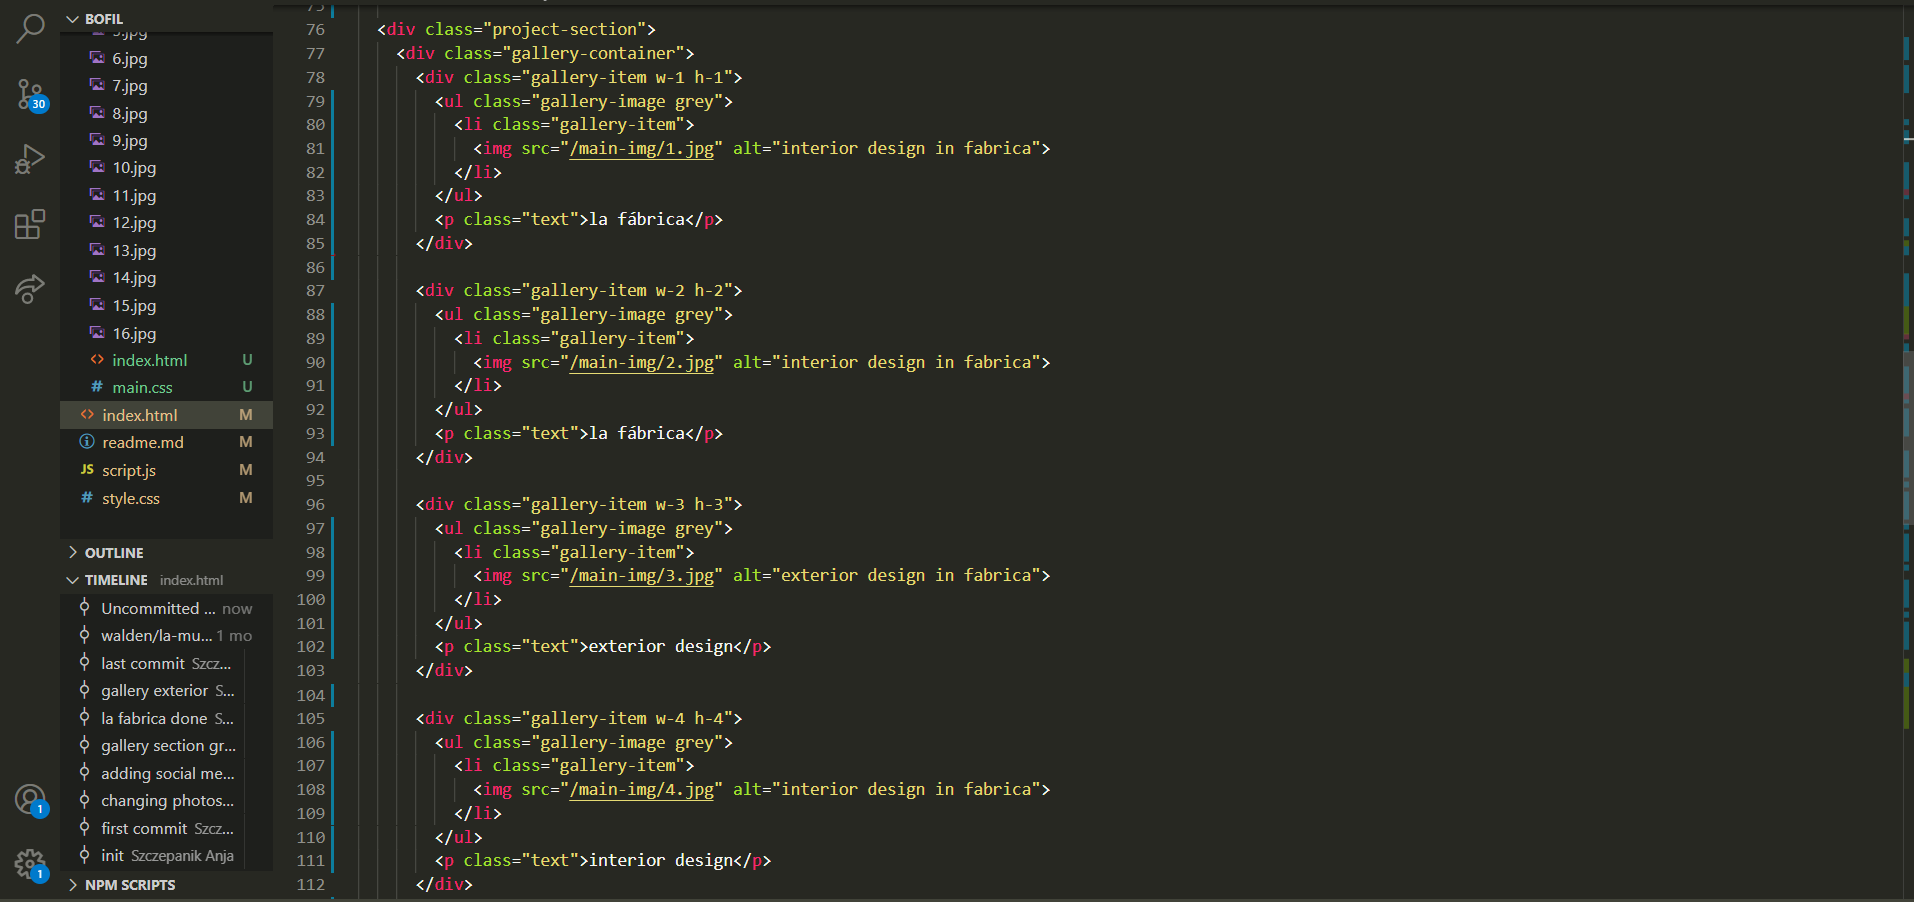 BOFIL
5.jpg
6.jpg
7.jpg
8.jpg
9.jpg
10.jpg
11.jpg
12.jpg
13.jpg
14.jpg
15.jpg
16.jpg
<> index.html U
# main.css U
<> index.html M
readme.md M
JS script.js M
# style.css M
OUTLINE
TIMELINE index.html
Uncommitted ... now
walden/la-mu... 1 mo
last commit Szcz...
gallery exterior S...
la fabrica done S...
gallery section gr...
adding social me...
changing photos...
first commit Szcz...
init Szczepanik Anja
NPM SCRIPTS
30
1
1
75
76 <div class="project-section">
77 <div class="gallery-container">
78 <div class="gallery-item w-1 h-1">
79 <ul class="gallery-image grey">
80 <li class="gallery-item">
81 <img src="/main-img/1.jpg" alt="interior design in fabrica">
82 </li>
83 </ul>
84 <p class="text">la fábrica</p>
85 </div>
86
87 <div class="gallery-item w-2 h-2">
88 <ul class="gallery-image grey">
89 <li class="gallery-item">
90 <img src="/main-img/2.jpg" alt="interior design in fabrica">
91 </li>
92 </ul>
93 <p class="text">la fábrica</p>
94 </div>
95
96 <div class="gallery-item w-3 h-3">
97 <ul class="gallery-image grey">
98 <li class="gallery-item">
99 <img src="/main-img/3.jpg" alt="exterior design in fabrica">
100 </li>
101 </ul>
102 <p class="text">exterior design</p>
103 </div>
104
105 <div class="gallery-item w-4 h-4">
106 <ul class="gallery-image grey">
107 <li class="gallery-item">
108 <img src="/main-img/4.jpg" alt="interior design in fabrica">
109 </li>
110 </ul>
111 <p class="text">interior design</p>
112 </div>